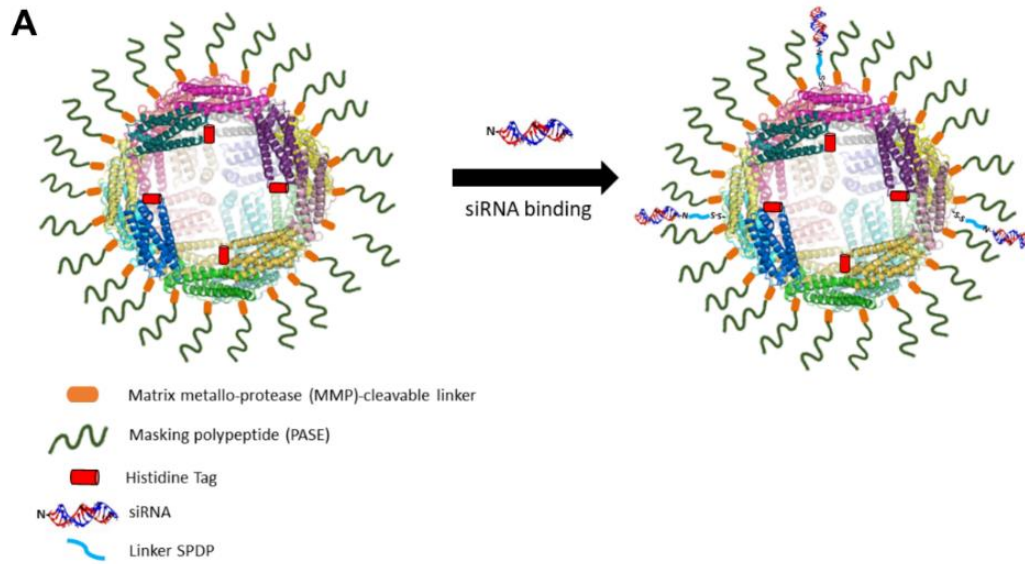 A
N
siRNA binding
N
S-S
S-S
N
S-S
N
Matrix metallo-protease (MMP)-cleavable linker
Masking polypeptide (PASE)
Histidine Tag
N
siRNA
Linker SPDP